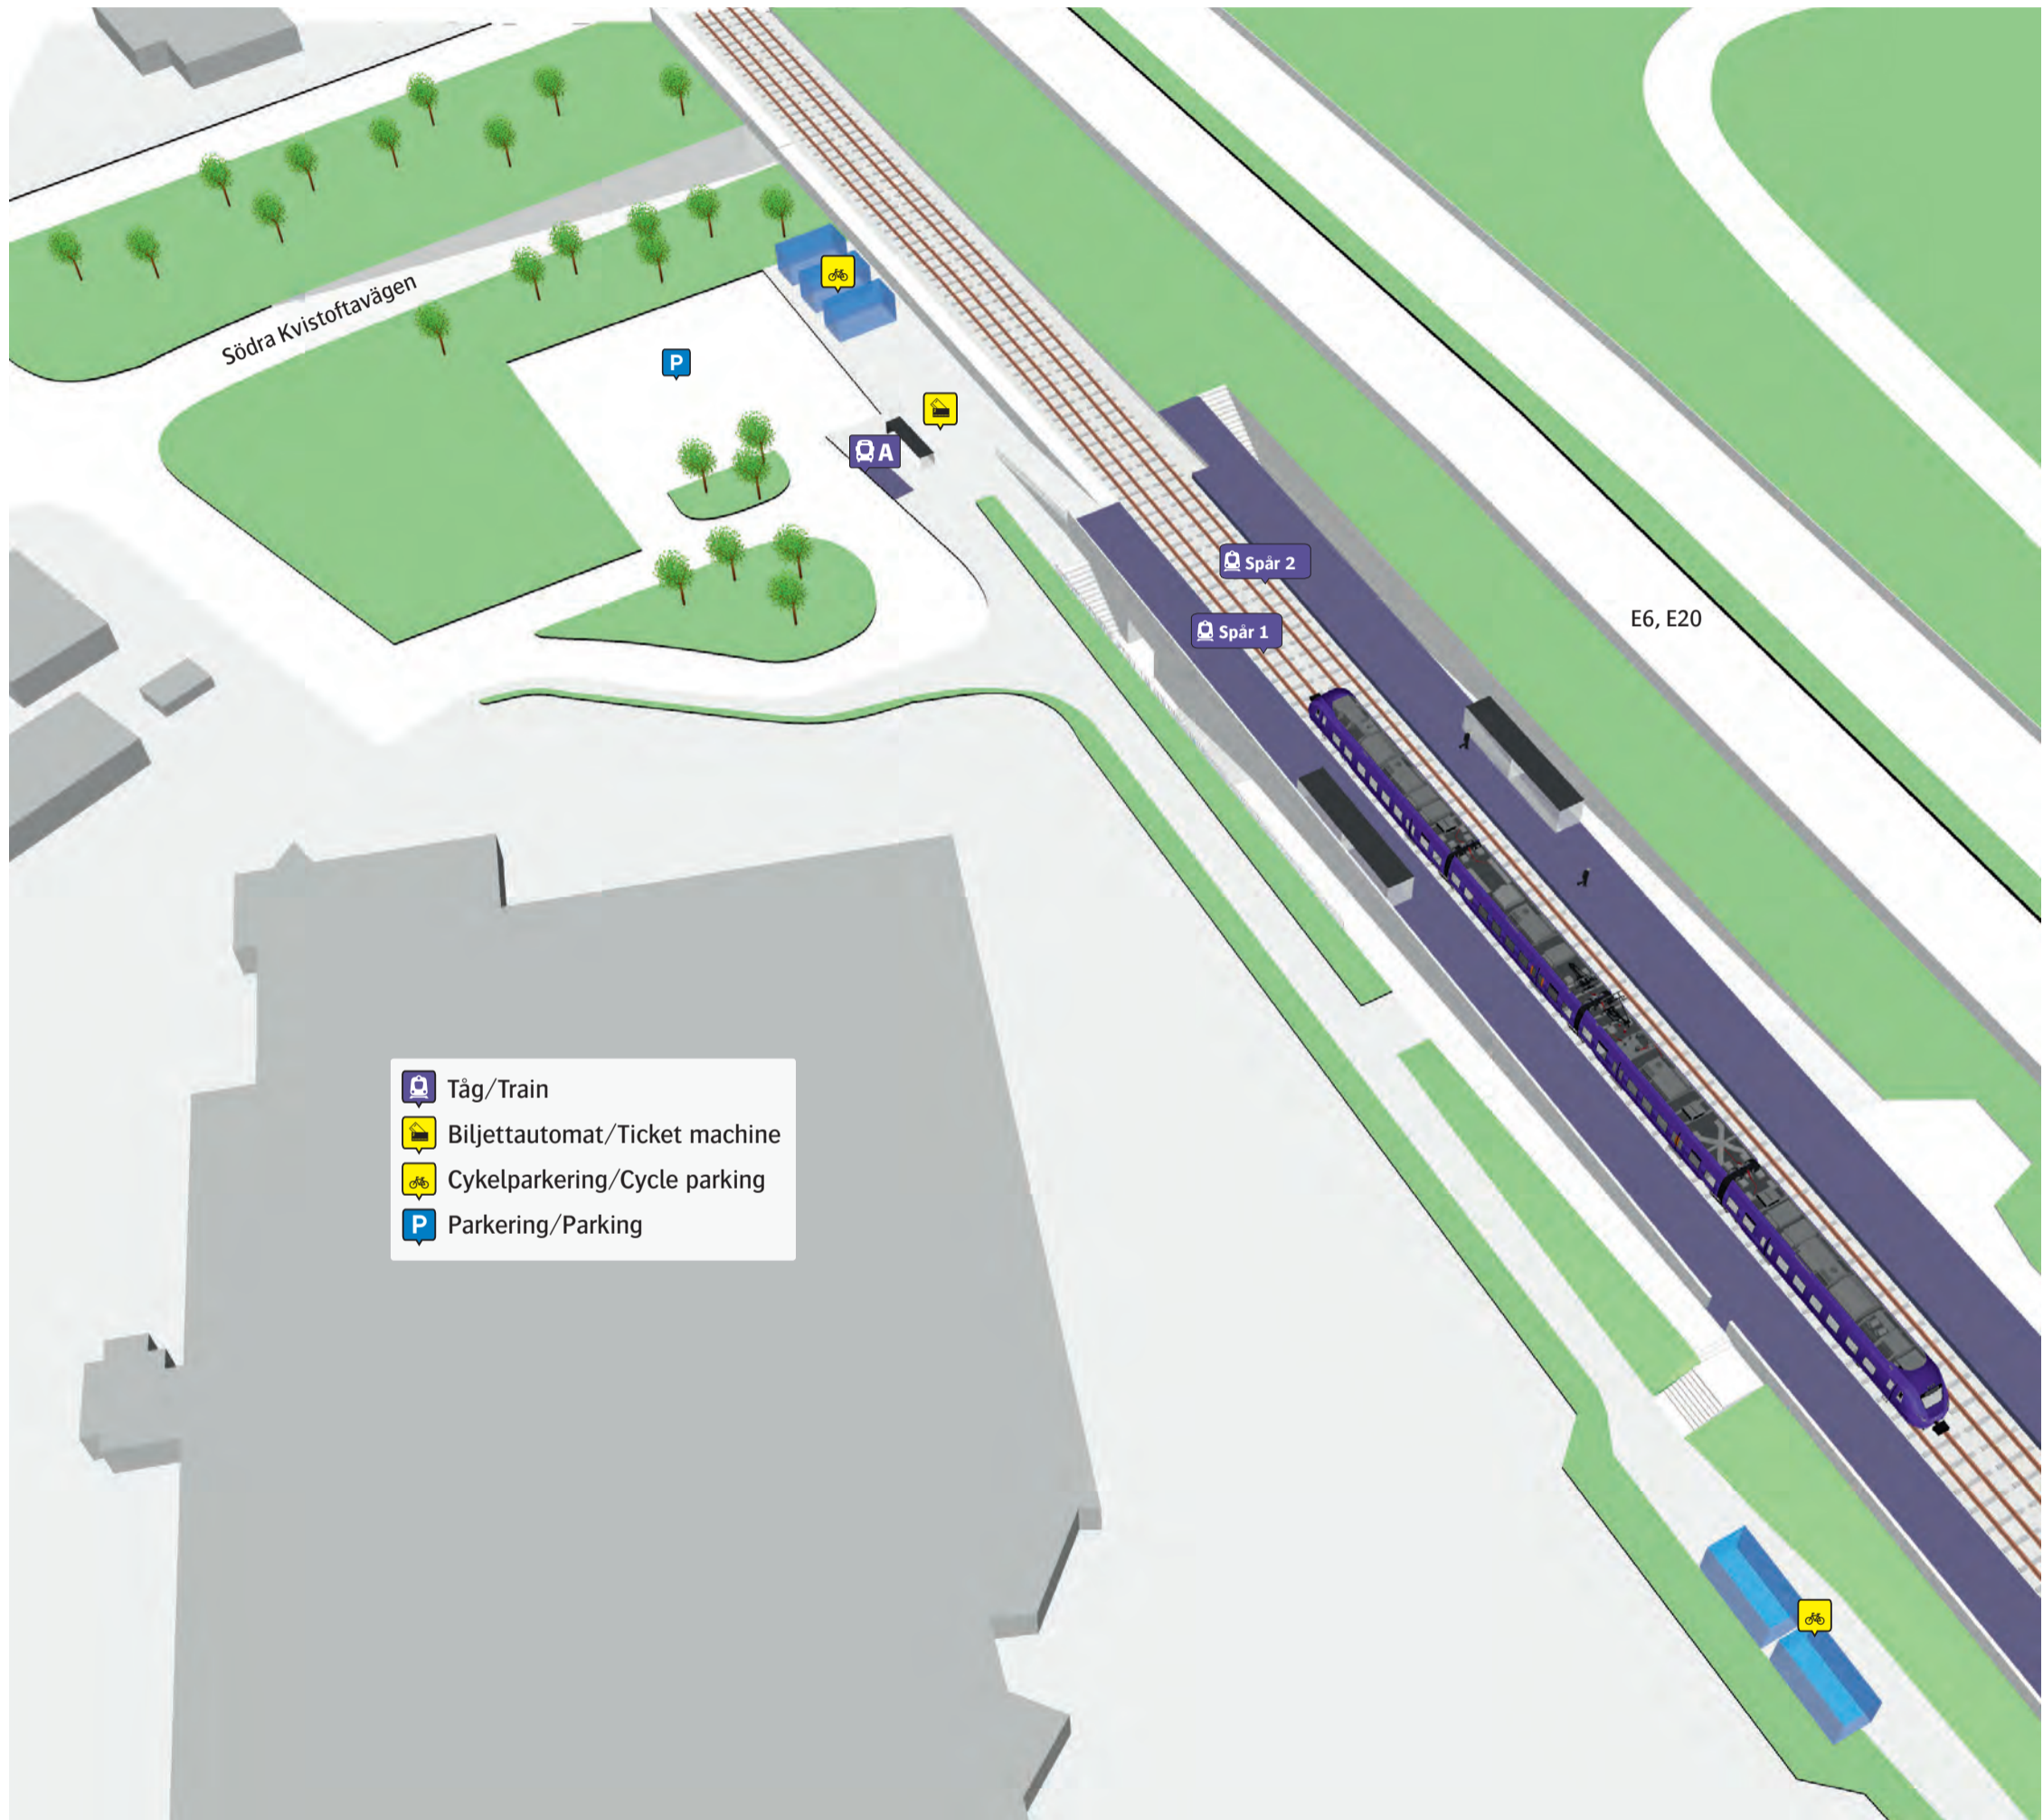 Södra Kvistoftavägen
P
A
Spår 2
Spår 1
E6, E20
Tåg/Train
Biljettautomat/Ticket machine
Cykelparkering/Cycle parking
P Parkering/Parking